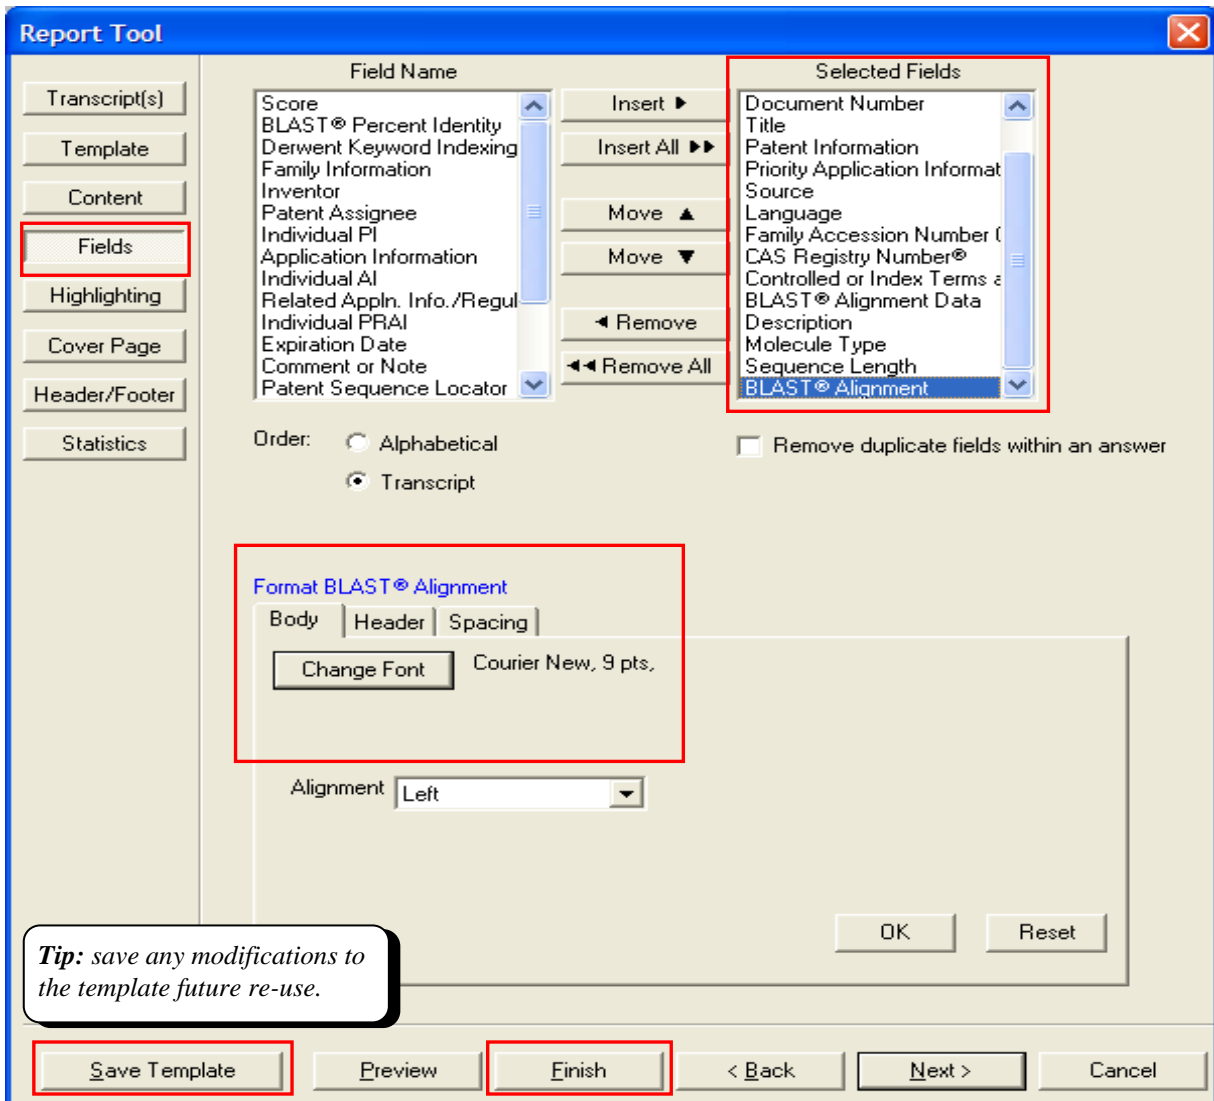 Report Tool
Transcript(s)
Template
Content
Fields
Highlighting
Cover Page
Header/Footer
Statistics
Field Name
Score
BLAST® Percent Identity
Derwent Keyword Indexing
Family Information
Inventor
Patent Assignee
Individual PI
Application Information
Individual AI
Related Appln. Info./Regul
Individual PRAI
Expiration Date
Comment or Note
Patent Sequence Locator
Insert
Insert All
Move
Move
Remove
Remove All
Selected Fields
Document Number
Title
Patent Information
Priority Application Informat
Source
Language
Family Accession Number (
CAS Registry Number®
Controlled or Index Terms a
BLAST® Alignment Data
Description
Molecule Type
Sequence Length
BLAST® Alignment
Order:
Alphabetical
Transcript
Remove duplicate fields within an answer
Format BLAST® Alignment
Body Header Spacing
Change Font Courier New, 9 pts,
Alignment Left
OK Reset
Tip: save any modifications to
the template future re-use.
Save Template Preview Finish < Back Next > Cancel